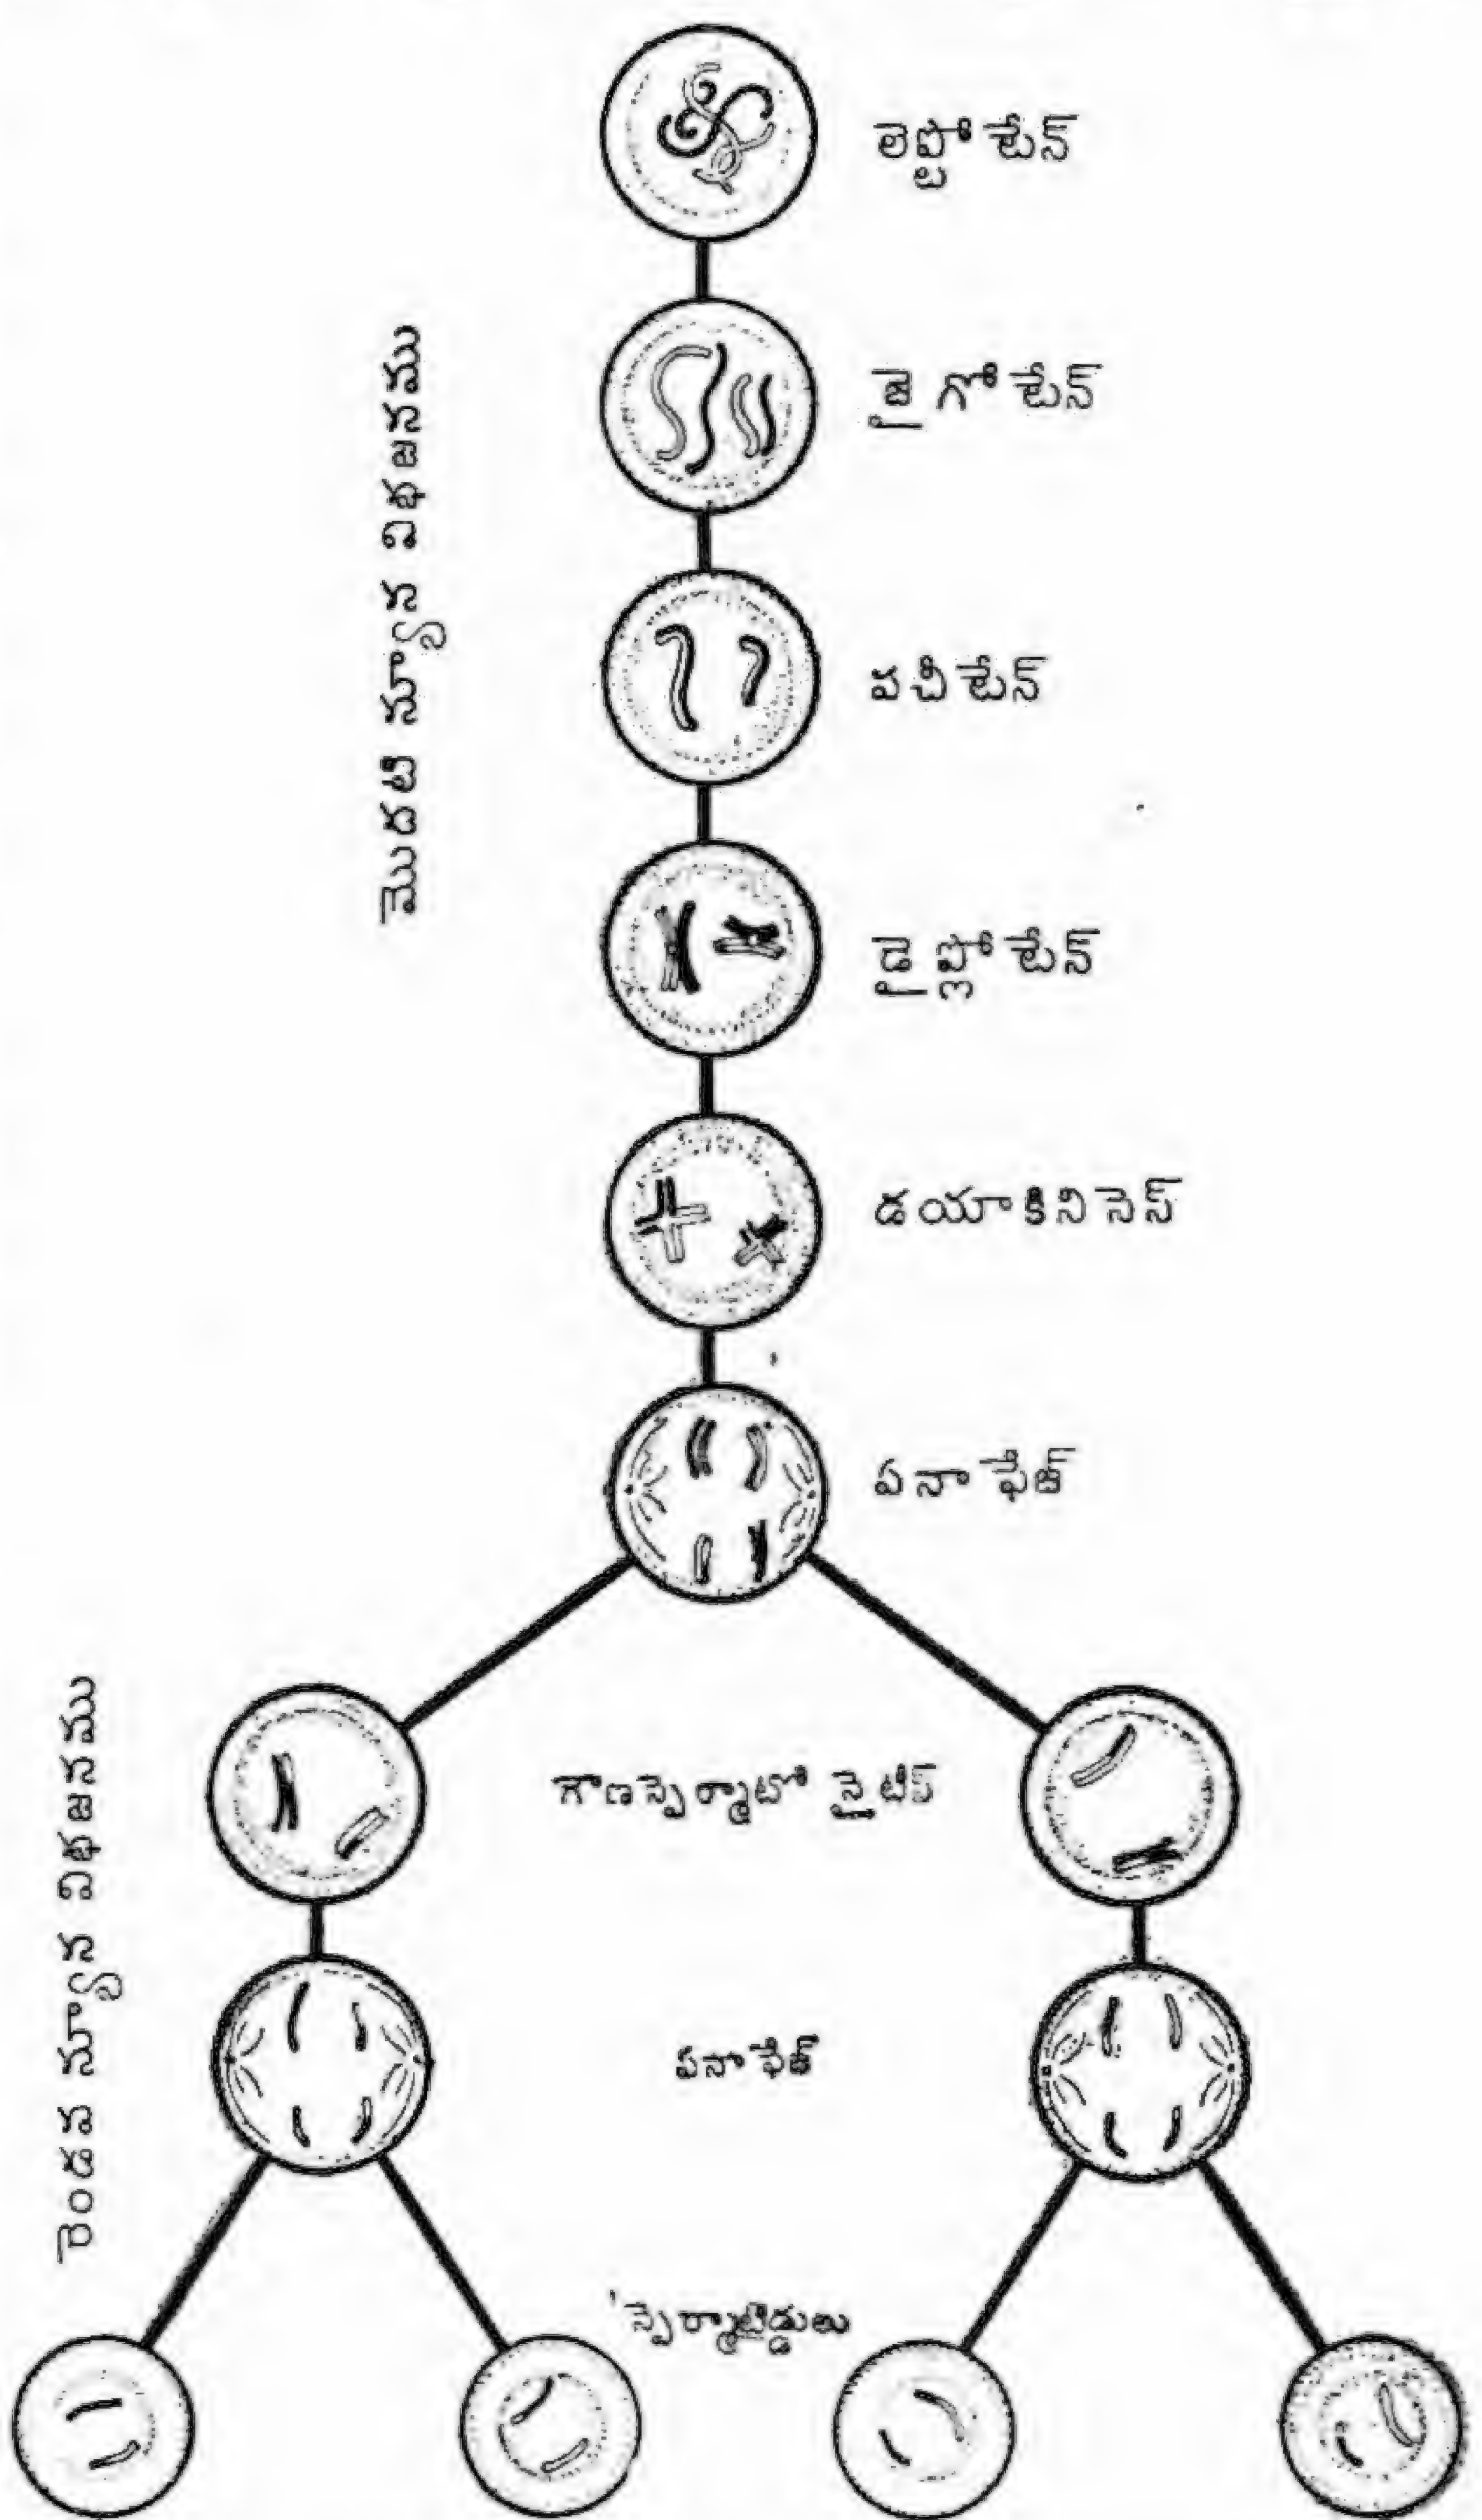 లెప్టోటేన్
జైగోటేన్
మొదటి న్యూన విభజనము
పచీటేన్
డైప్లోటేన్
డయాకినిసెస్
ఏనాఫేజ్
గౌణస్పెర్మాటోసైటీస్
రెండవ న్యూన విభజనము
ఏనాఫేజ్
స్పెర్మాటైడ్డులు